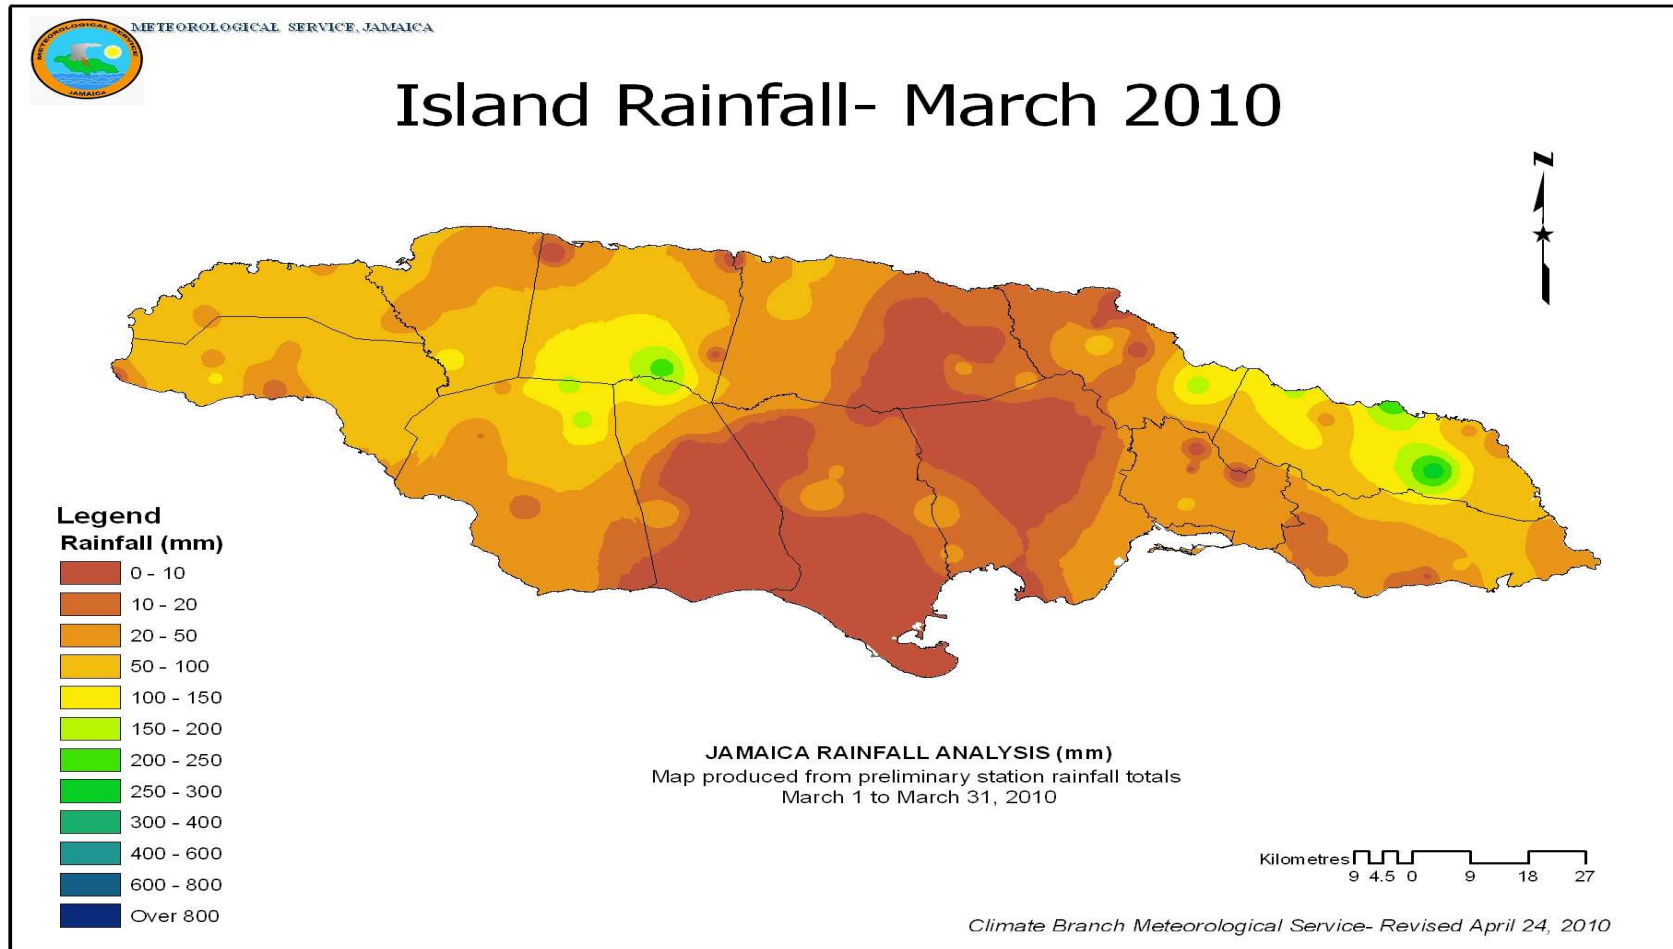 METEOROLOGICAL SERVICE, JAMAICA
METEOROLOGICAL SERVICE
JAMAICA
Island Rainfall- March 2010
z
Legend
Rainfall (mm)
0 - 10
10 - 20
20 - 50
50 - 100
100 - 150
150 - 200
200 - 250
250 - 300
300 - 400
400 - 600
600 - 800
Over 800
JAMAICA RAINFALL ANALYSIS (mm)
Map produced from preliminary station rainfall totals
March 1 to March 31, 2010
Kilometres
9 4.5 0 9 18 27
Climate Branch Meteorological Service- Revised April 24, 2010